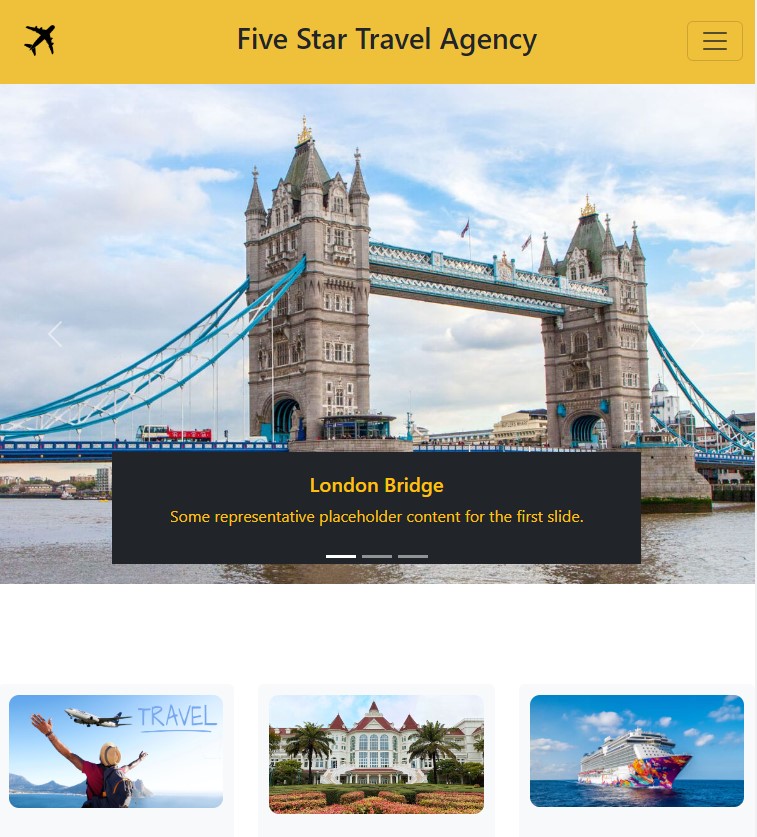 Five Star Travel Agency
London Bridge
Some representative placeholder content for the first slide.
TRAVEL